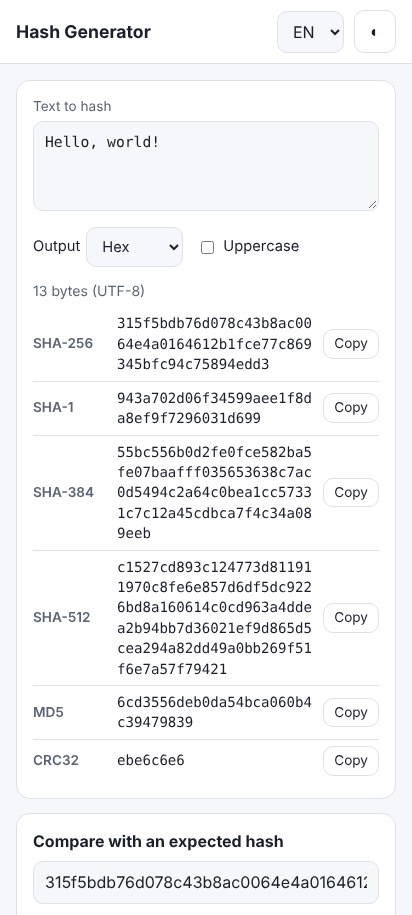 Hash Generator
EN
Text to hash
Hello, world!
Output Hex Uppercase
13 bytes (UTF-8)
315f5bdb76d078c43b8ac00
SHA-256 64e4a0164612b1fce77c869 Copy
345bfc94c75894edd3
943a702d06f34599aee1f8d
SHA-1 Copy
a8ef9f7296031d699
55bc556b0d2fe0fce582ba5
fe07baafff035653638c7ac
SHA-384 0d5494c2a64c0bea1cc5733 Copy
1c7c12a45cdbca7f4c34a08
9eeb
c1527cd893c124773d81191
1970c8fe6e857d6df5dc922
6bd8a160614c0cd963a4dde
SHA-512 Copy
a2b94bb7d36021ef9d865d5
cea294a82dd49a0bb269f51
f6e7a57f79421
6cd3556deb0da54bca060b4
MD5 Copy
c39479839
CRC32 ebe6c6e6 Copy
Compare with an expected hash
315f5bdb76d078c43b8ac0064e4a0164612